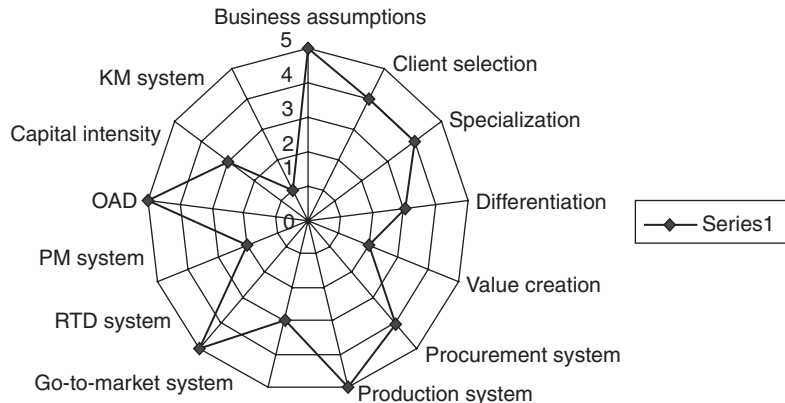 Business assumptions
Client selection
Specialization
Differentiation
Value creation
Procurement system
Production system
Go-to-market system
RTD system
PM system
OAD
Capital intensity
KM system
5
4
3
2
1
0
Series1